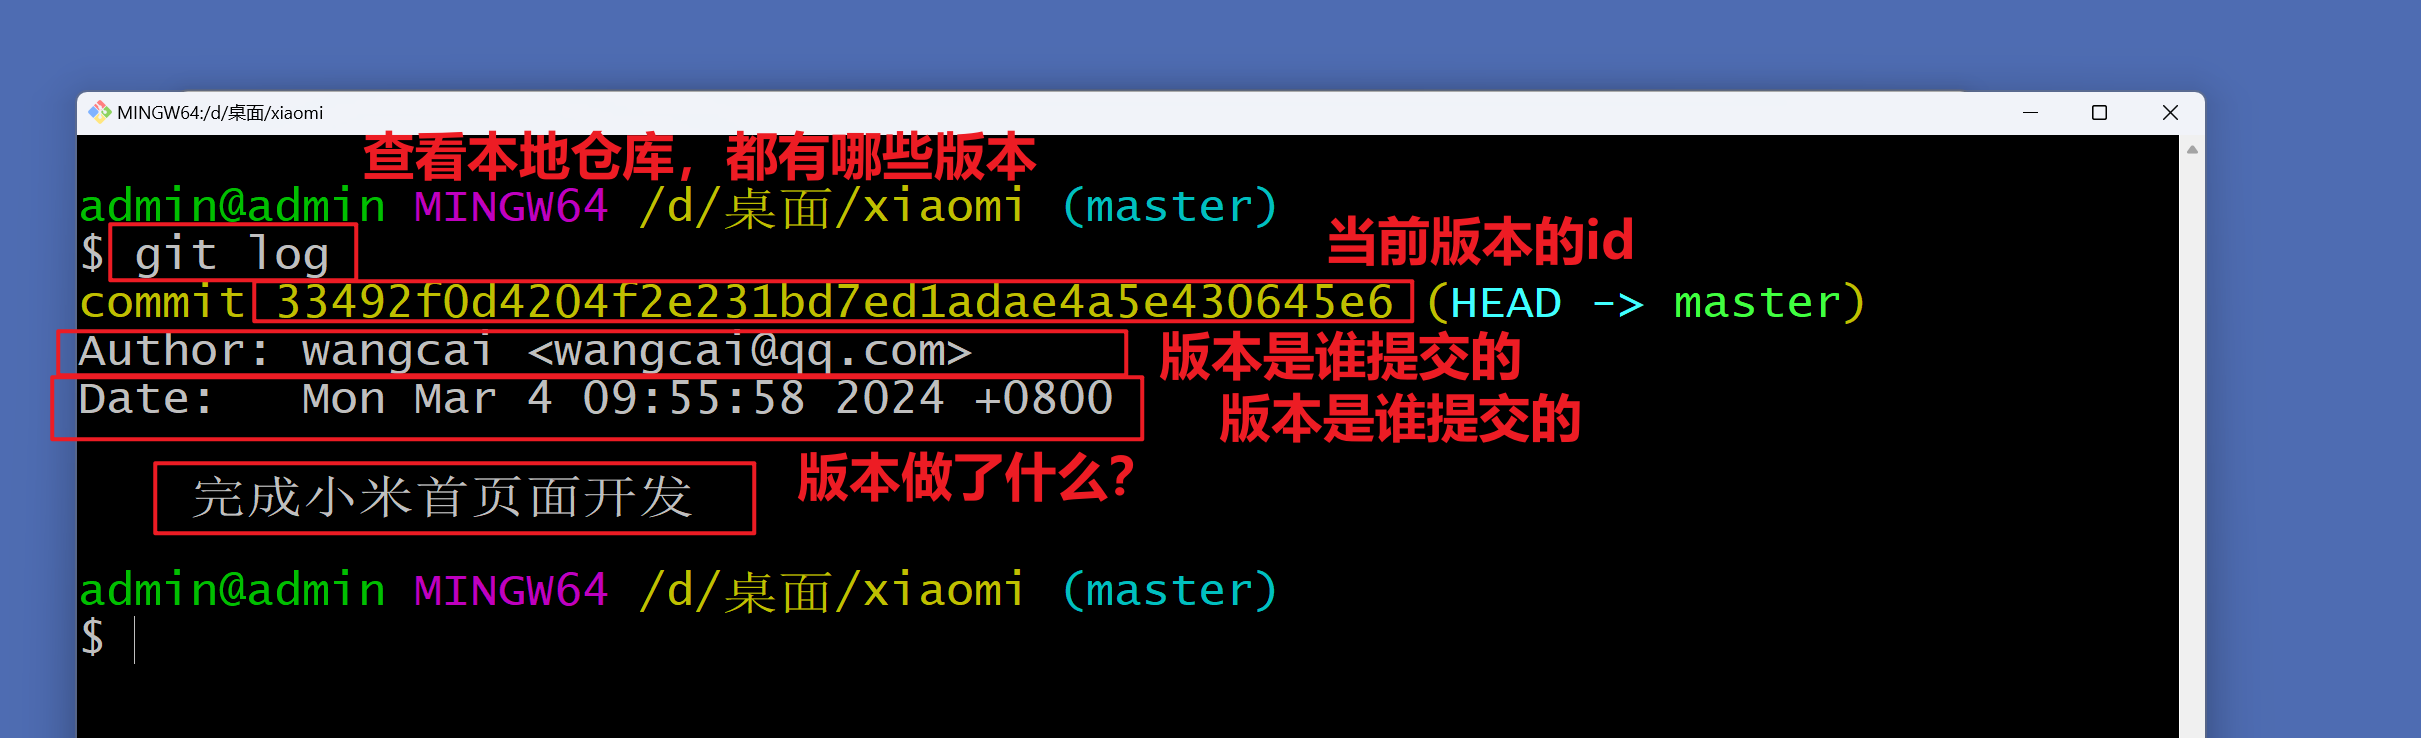 MINGW64:/d/桌面/xiaomi
查看本地仓库，都有哪些版本
admin@admin MINGW64 /d/桌面/xiaomi (master)
$ git log
当前版本的id
commit 33492f0d4204f2e231bd7ed1adae4a5e430645e6 (HEAD -> master)
Author: wangcai <wangcai@qq.com>
版本是谁提交的
Date:   Mon Mar 4 09:55:58 2024 +0800
版本是谁提交的
版本做了什么？
完成小米首页面开发
admin@admin MINGW64 /d/桌面/xiaomi (master)
$